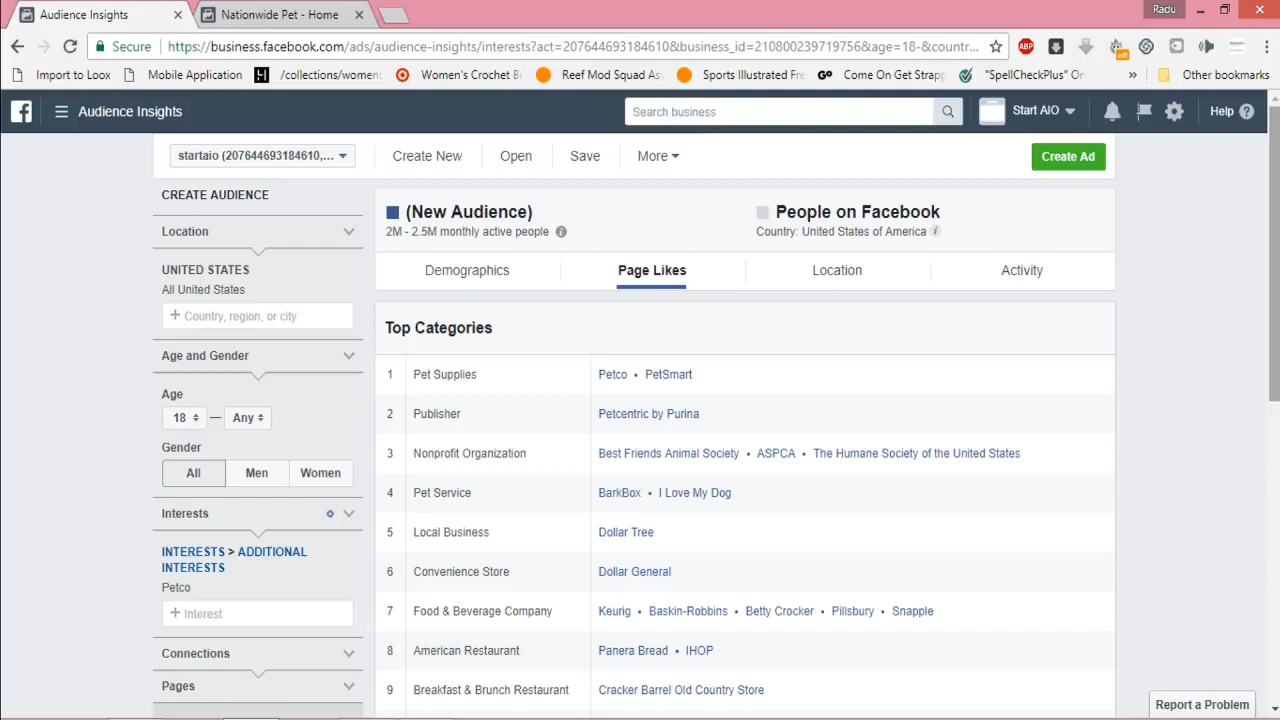 Audience Insights
Nationwide Pet - Home
Radu
Secure
https://business.facebook.com/ads/audience-insights/interests?act=207644693184610&business_id=210800239719756&age=18-&countr...
ABP
off
Import to Loox
Mobile Application
/collections/womens
Women's Crochet B
Reef Mod Squad As
Sports Illustrated Fre
GO
Come On Get Strapp
"SpellCheckPlus" On
»
Other bookmarks
Audience Insights
Search business
Start AIO
Help
startaio (207644693184610,...
Create New
Open
Save
More
Create Ad
CREATE AUDIENCE
Location
UNITED STATES
All United States
+ Country, region, or city
Age and Gender
Age
18 — Any
Gender
All Men Women
Interests
INTERESTS > ADDITIONAL
INTERESTS
Petco
+ Interest
Connections
Pages
(New Audience)
2M - 2.5M monthly active people
People on Facebook
Country: United States of America
Demographics
Page Likes
Location
Activity
Top Categories
1 Pet Supplies Petco • PetSmart
2 Publisher Petcentric by Purina
3 Nonprofit Organization Best Friends Animal Society • ASPCA • The Humane Society of the United States
4 Pet Service BarkBox • I Love My Dog
5 Local Business Dollar Tree
6 Convenience Store Dollar General
7 Food & Beverage Company Keurig • Baskin-Robbins • Betty Crocker • Pillsbury • Snapple
8 American Restaurant Panera Bread • IHOP
9 Breakfast & Brunch Restaurant Cracker Barrel Old Country Store
Report a Problem